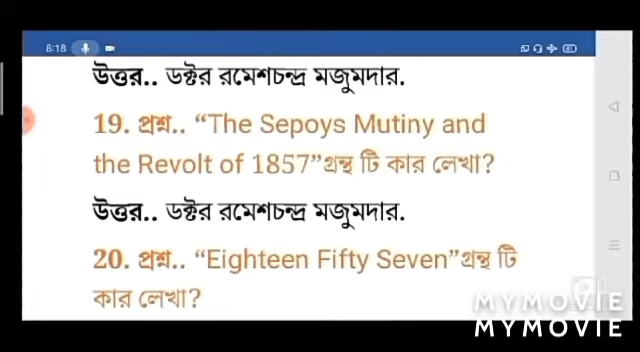 8:18
উত্তর.. ডক্টর রমেশচন্দ্র মজুমদার.
19. প্রশ্ন.. “The Sepoys Mutiny and
the Revolt of 1857”গ্রন্থ টি কার লেখা?
উত্তর.. ডক্টর রমেশচন্দ্র মজুমদার.
20. প্রশ্ন.. “Eighteen Fifty Seven”গ্রন্থ টি
কার লেখা?
MYMOVIE
MYMOVIE